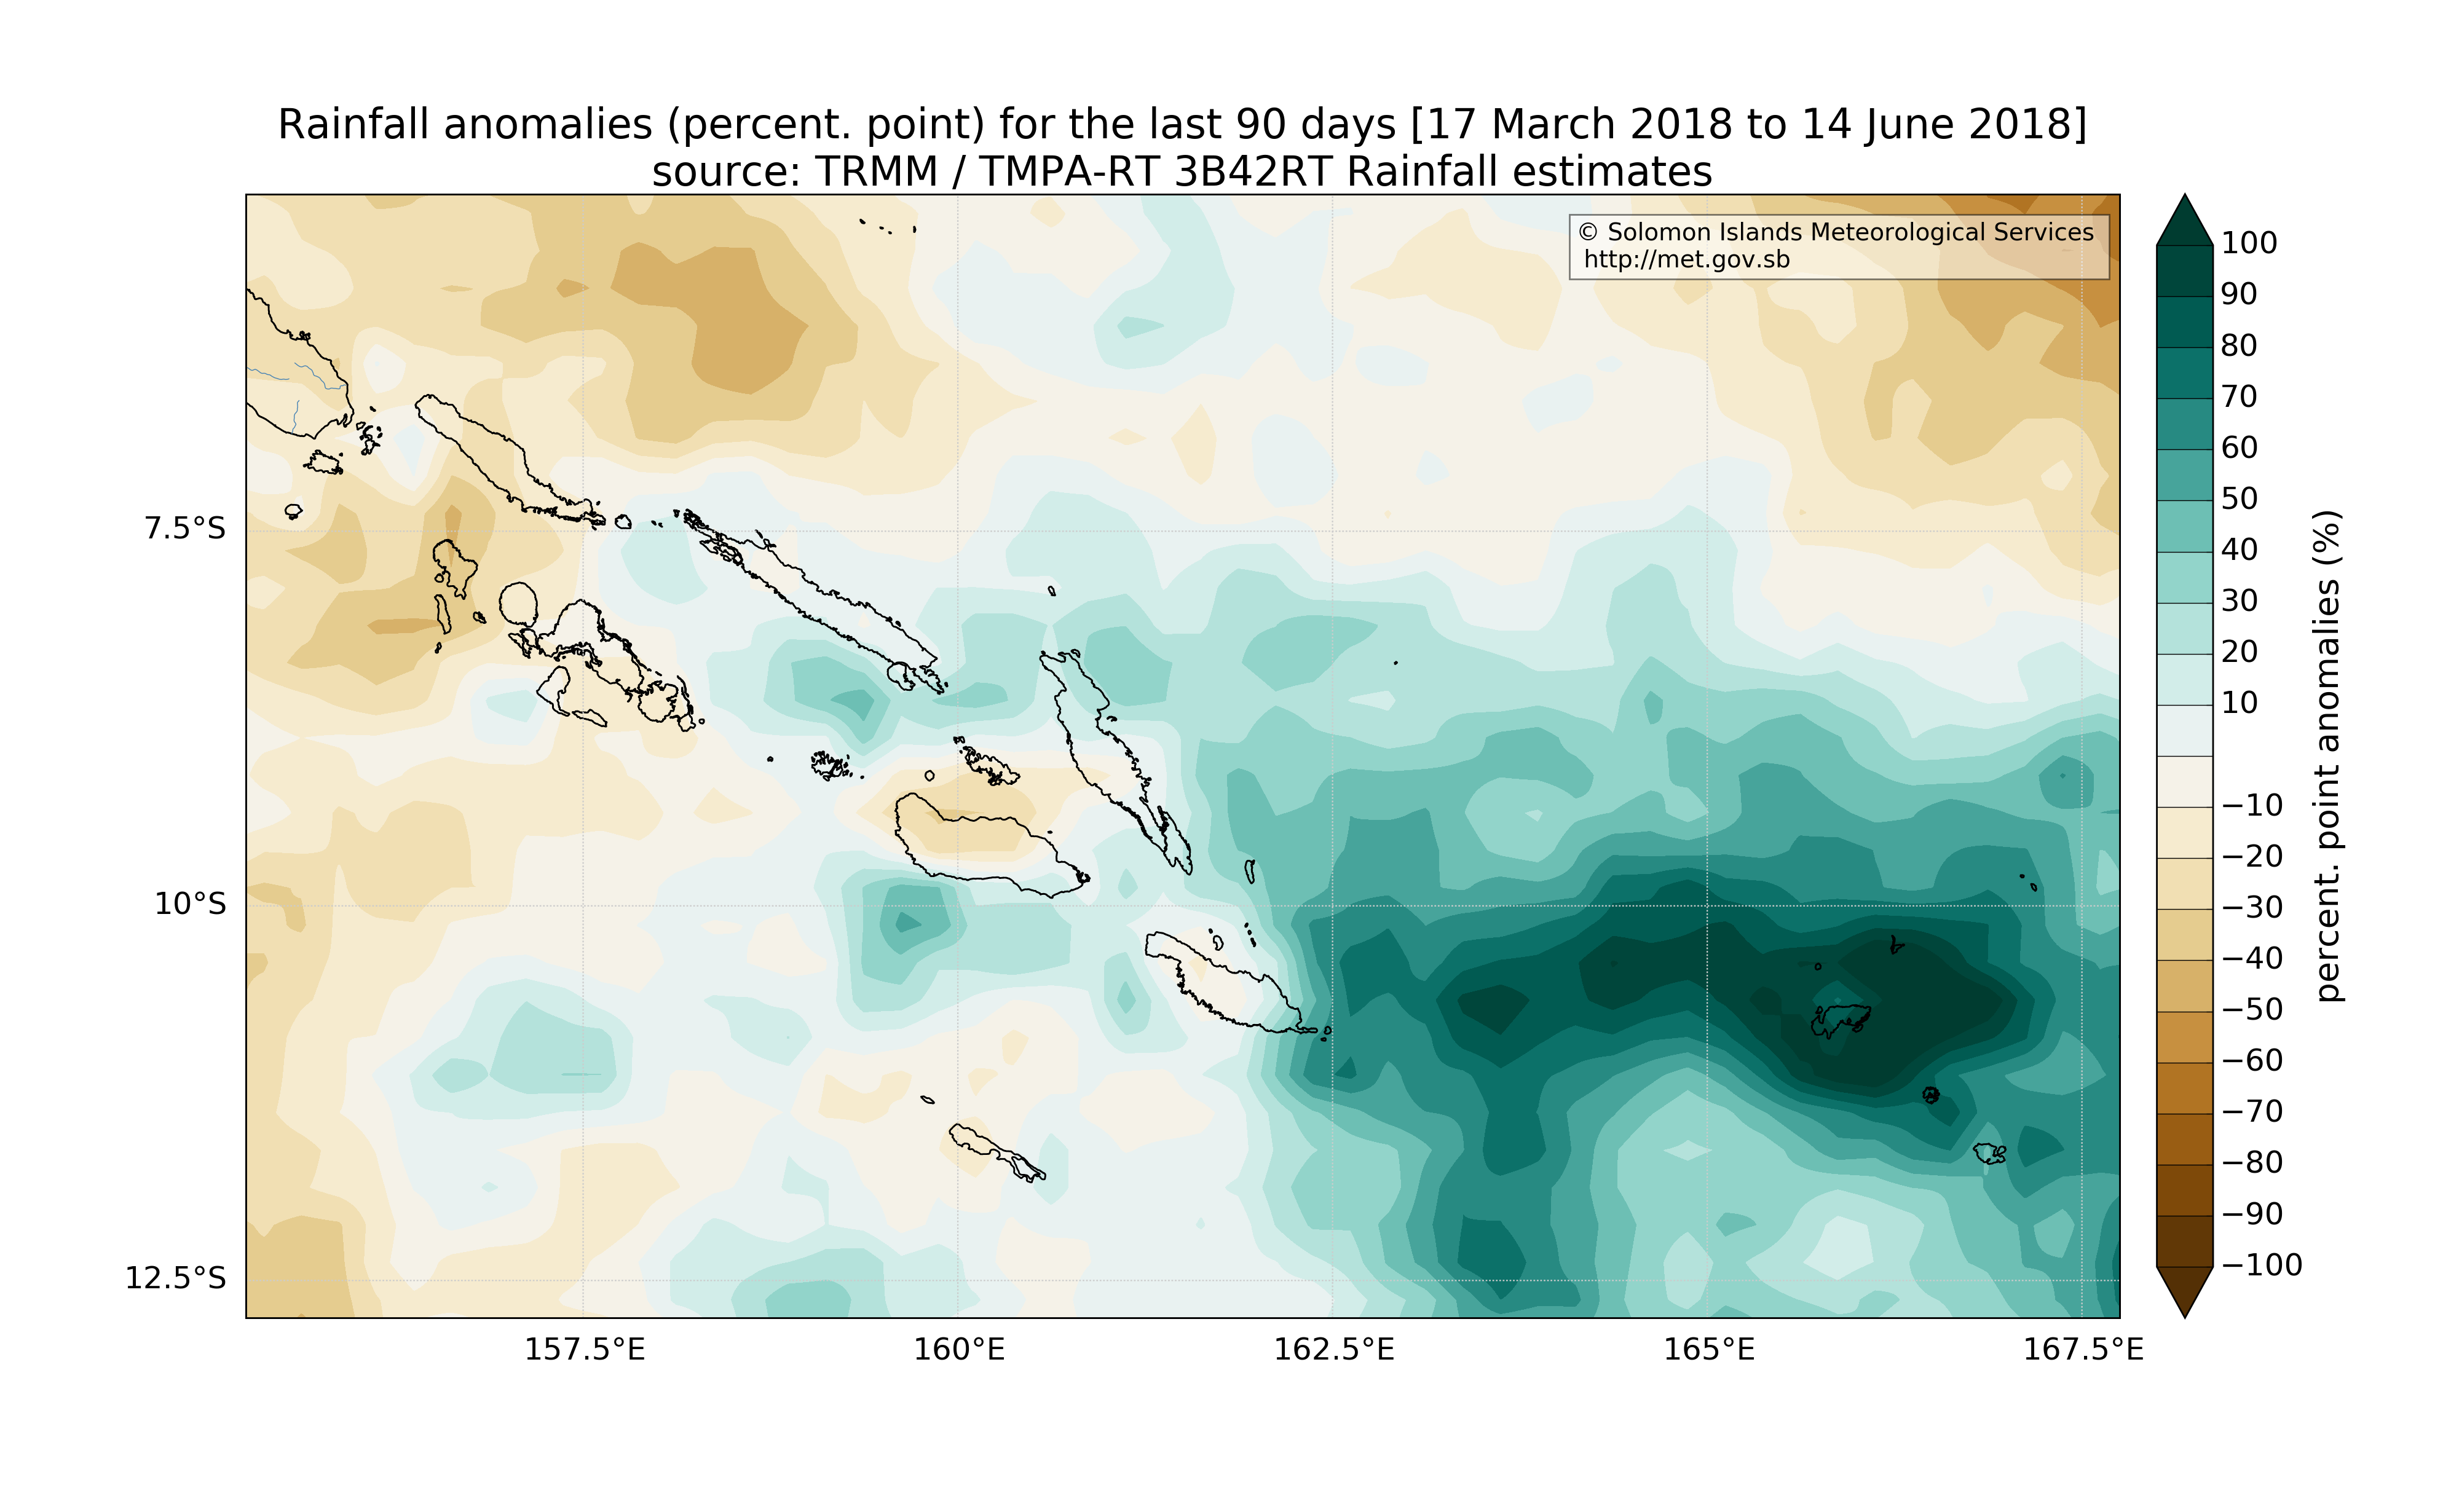 Rainfall anomalies (percent. point) for the last 90 days [17 March 2018 to 14 June 2018]
source: TRMM / TMPA-RT 3B42RT Rainfall estimates
© Solomon Islands Meteorological Services
http://met.gov.sb
7.5°S
10°S
12.5°S
157.5°E
160°E
162.5°E
165°E
167.5°E
100
90
80
70
60
50
40
30
20
10
−10
−20
−30
−40
−50
−60
−70
−80
−90
−100
percent. point anomalies (%)